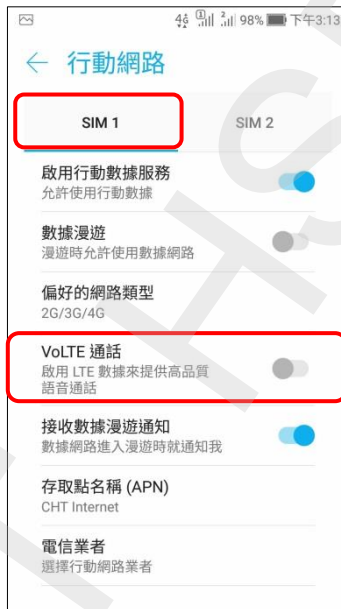 4G 1 2 98% 下午3:13
行動網路
SIM 1 SIM 2
啟用行動數據服務
允許使用行動數據
數據漫遊
漫遊時允許使用數據網路
偏好的網路類型
2G/3G/4G
VoLTE 通話
啟用 LTE 數據來提供高品質
語音通話
接收數據漫遊通知
數據網路進入漫遊時就通知我
存取點名稱 (APN)
CHT Internet
電信業者
選擇行動網路業者